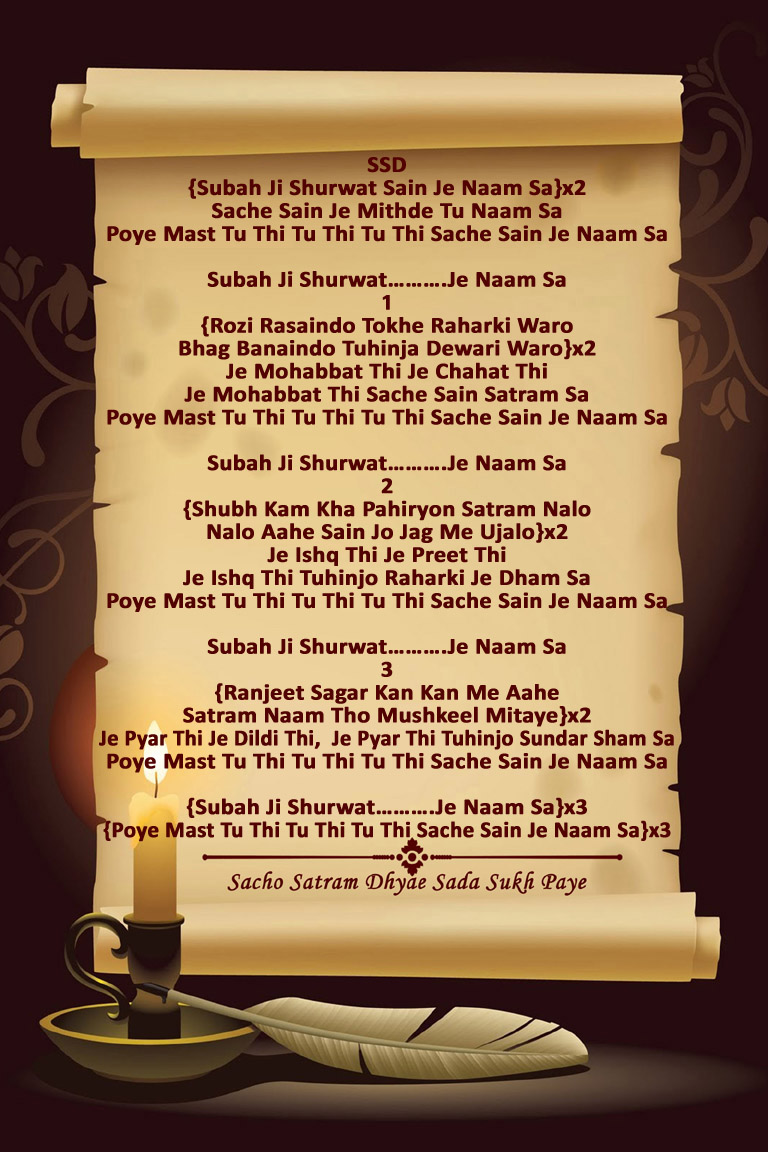 SSD
{Subah Ji Shurwat Sain Je Naam Sa}x2
Sache Sain Je Mithde Tu Naam Sa
Poye Mast Tu Thi Tu Thi Tu Thi Sache Sain Je Naam Sa
Subah Ji Shurwat……….Je Naam Sa
1
{Rozi Rasaindo Tokhe Raharki Waro
Bhag Banaindo Tuhinja Dewari Waro}x2
Je Mohabbat Thi Je Chahat Thi
Je Mohabbat Thi Sache Sain Satram Sa
Poye Mast Tu Thi Tu Thi Tu Thi Sache Sain Je Naam Sa
Subah Ji Shurwat……….Je Naam Sa
2
{Shubh Kam Kha Pahiryon Satram Nalo
Nalo Aahe Sain Jo Jag Me Ujalo}x2
Je Ishq Thi Je Preet Thi
Je Ishq Thi Tuhinjo Raharki Je Dham Sa
Poye Mast Tu Thi Tu Thi Tu Thi Sache Sain Je Naam Sa
Subah Ji Shurwat……….Je Naam Sa
3
{Ranjeet Sagar Kan Kan Me Aahe
Satram Naam Tho Mushkeel Mitaye}x2
Je Pyar Thi Je Dildi Thi, Je Pyar Thi Tuhinjo Sundar Sham Sa
Poye Mast Tu Thi Tu Thi Tu Thi Sache Sain Je Naam Sa
{Subah Ji Shurwat……….Je Naam Sa}x3
{Poye Mast Tu Thi Tu Thi Tu Thi Sache Sain Je Naam Sa}x3
Sacho Satram Dhyae Sada Sukh Paye